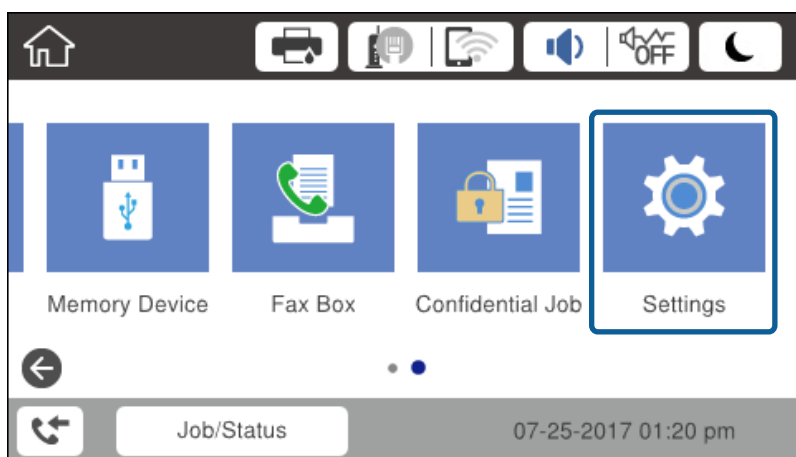 OFF
Memory Device
Fax Box
Confidential Job
Settings
Job/Status
07-25-2017 01:20 pm